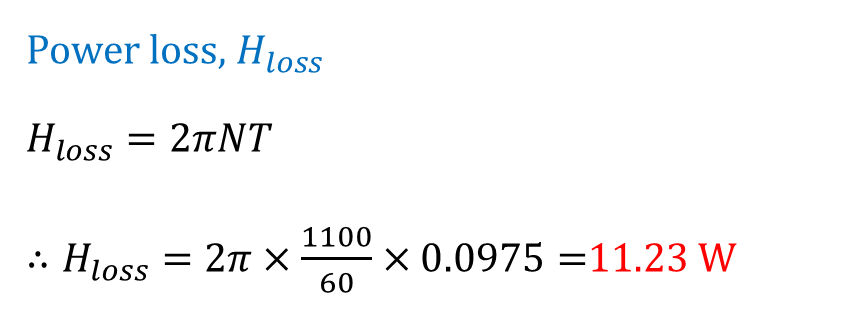 Power loss, H_loss
H_loss = 2πNT
∴ H_loss = 2π × 1100/60 × 0.0975 =11.23 W